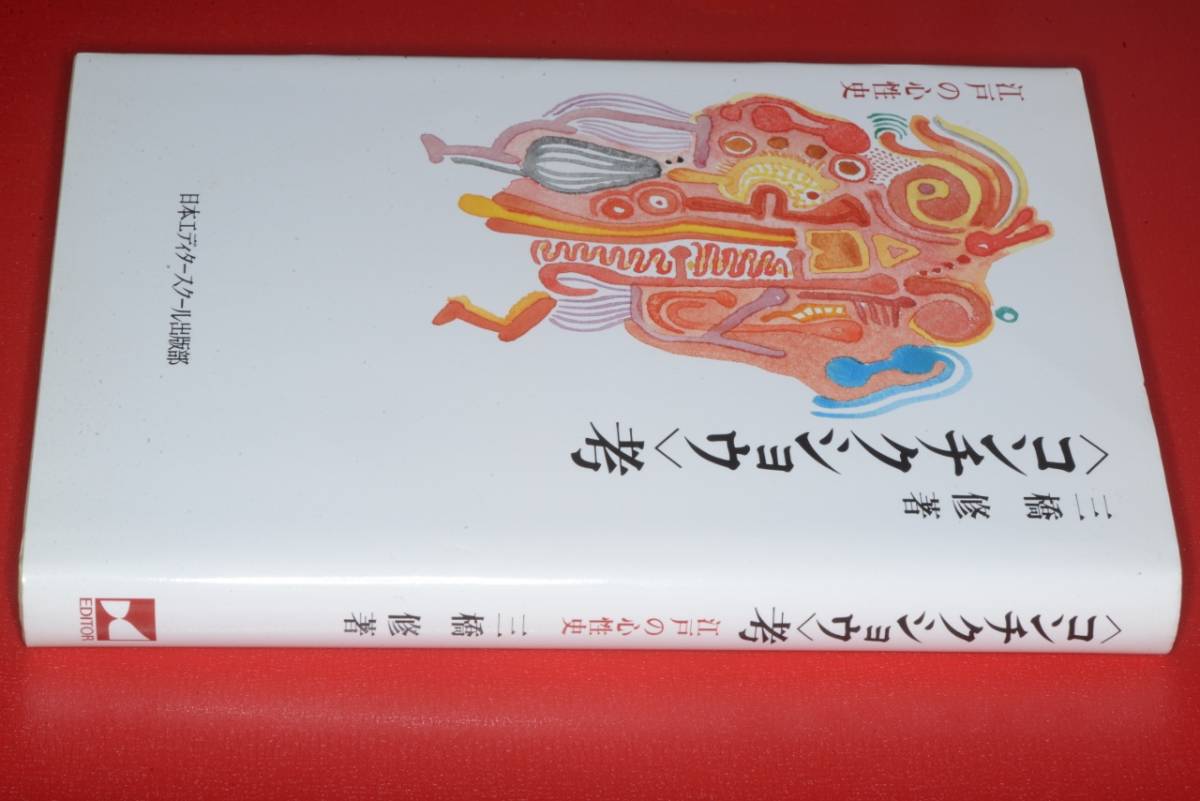 江戸の心性史
〈コンチクショウ〉考
三橋修著
日本エディタースクール出版部
〈コンチクショウ〉考
江戸の心性史
三橋修著
EDITOR